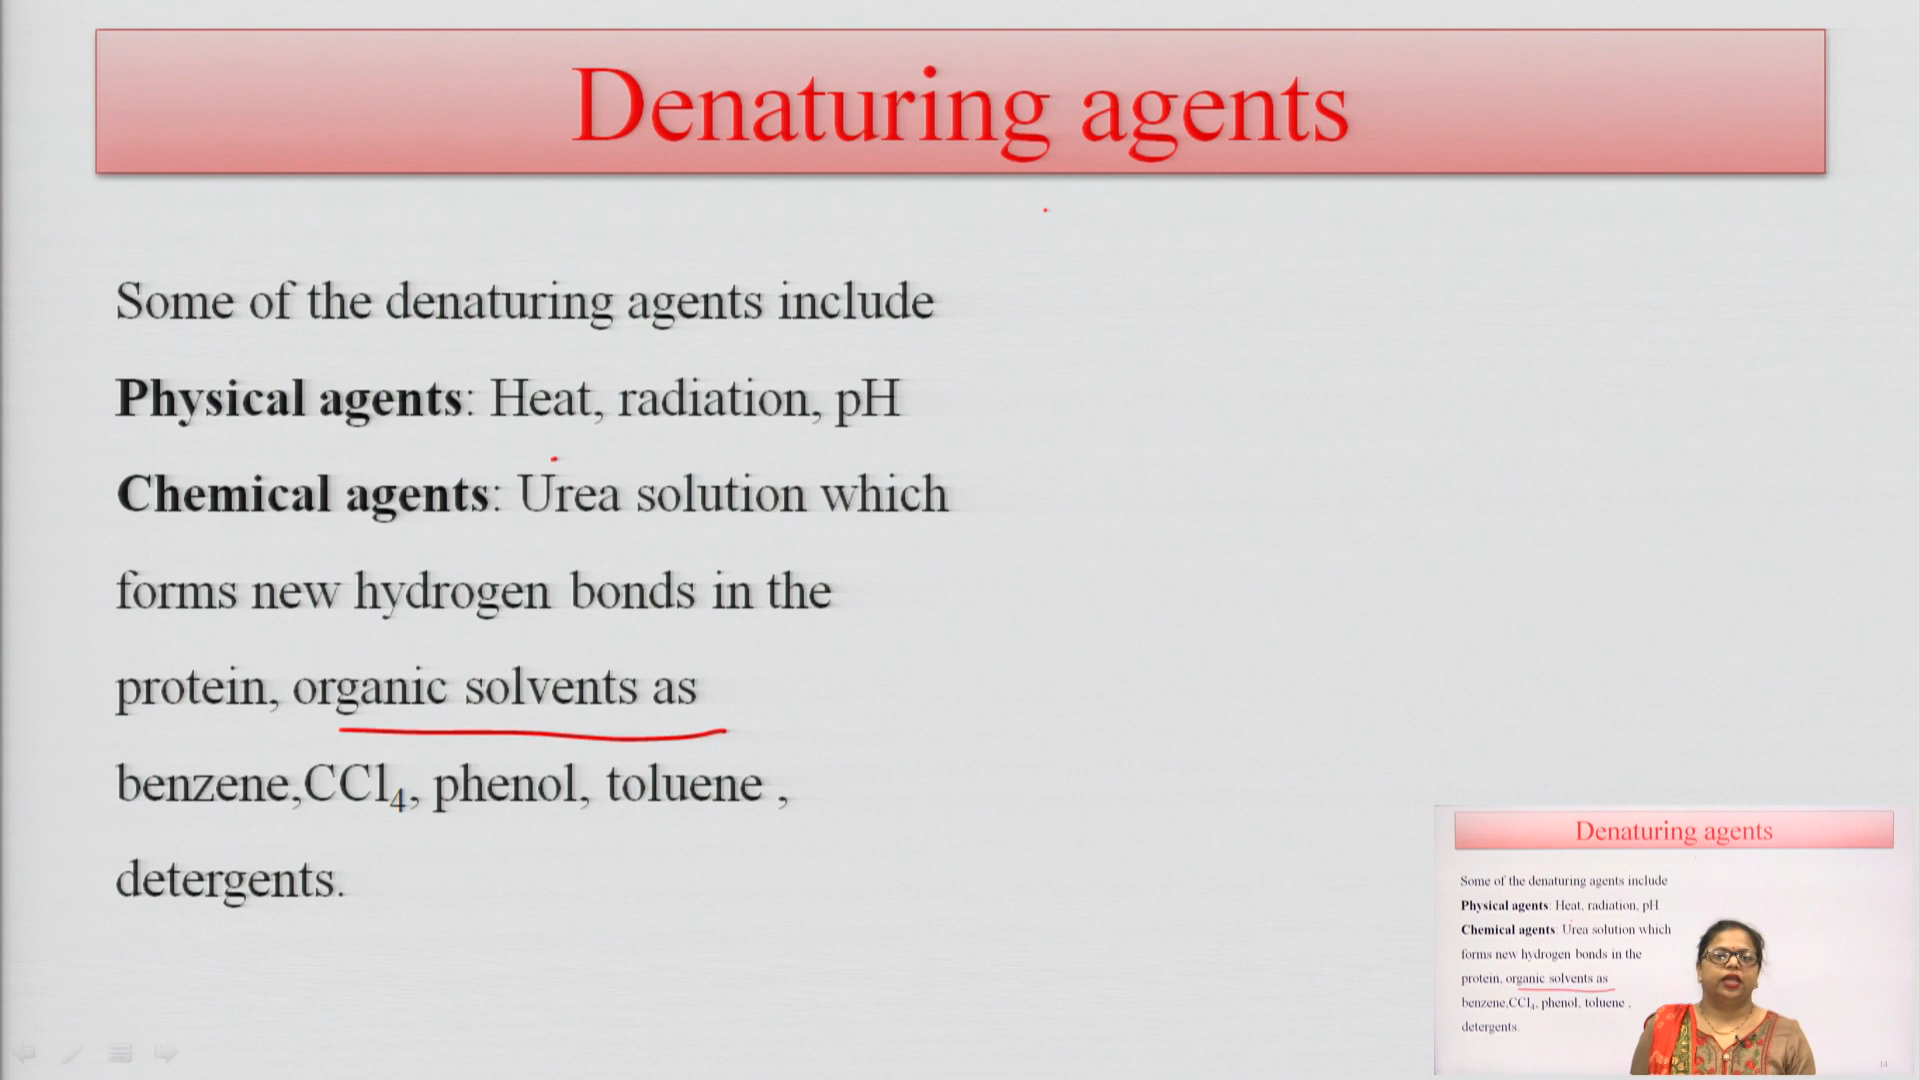 Denaturing agents
Some of the denaturing agents include
Physical agents: Heat, radiation, pH
Chemical agents: Urea solution which
forms new hydrogen bonds in the
protein, organic solvents as
benzene,CCl₄, phenol, toluene ,
detergents.
Denaturing agents
Some of the denaturing agents include
Physical agents: Heat, radiation, pH
Chemical agents: Urea solution which
forms new hydrogen bonds in the
protein, organic solvents as
benzene,CCl₄, phenol, toluene ,
detergents.
14